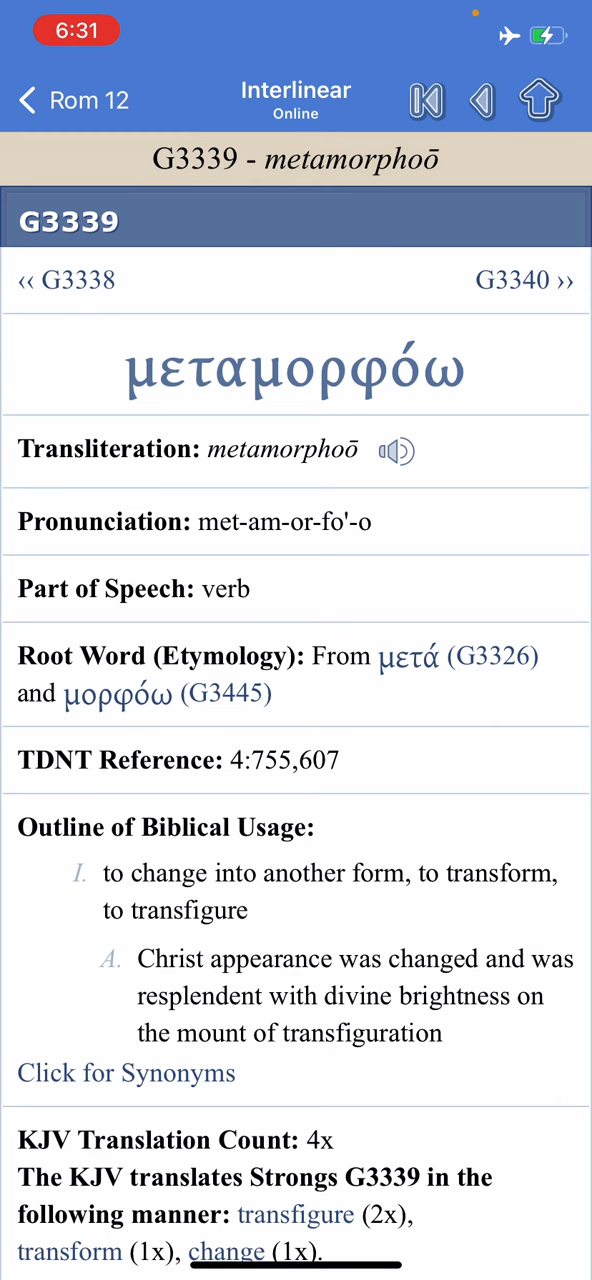 6:31
Rom 12
Interlinear
Online
G3339 - metamorphoō
G3339
‹‹ G3338
G3340 ››
μεταμορφόω
Transliteration: metamorphoō
Pronunciation: met-am-or-fo'-o
Part of Speech: verb
Root Word (Etymology): From μετά (G3326)
and μορφόω (G3445)
TDNT Reference: 4:755,607
Outline of Biblical Usage:
I. to change into another form, to transform,
to transfigure
A. Christ appearance was changed and was
resplendent with divine brightness on
the mount of transfiguration
Click for Synonyms
KJV Translation Count: 4x
The KJV translates Strongs G3339 in the
following manner: transfigure (2x),
transform (1x), change (1x).